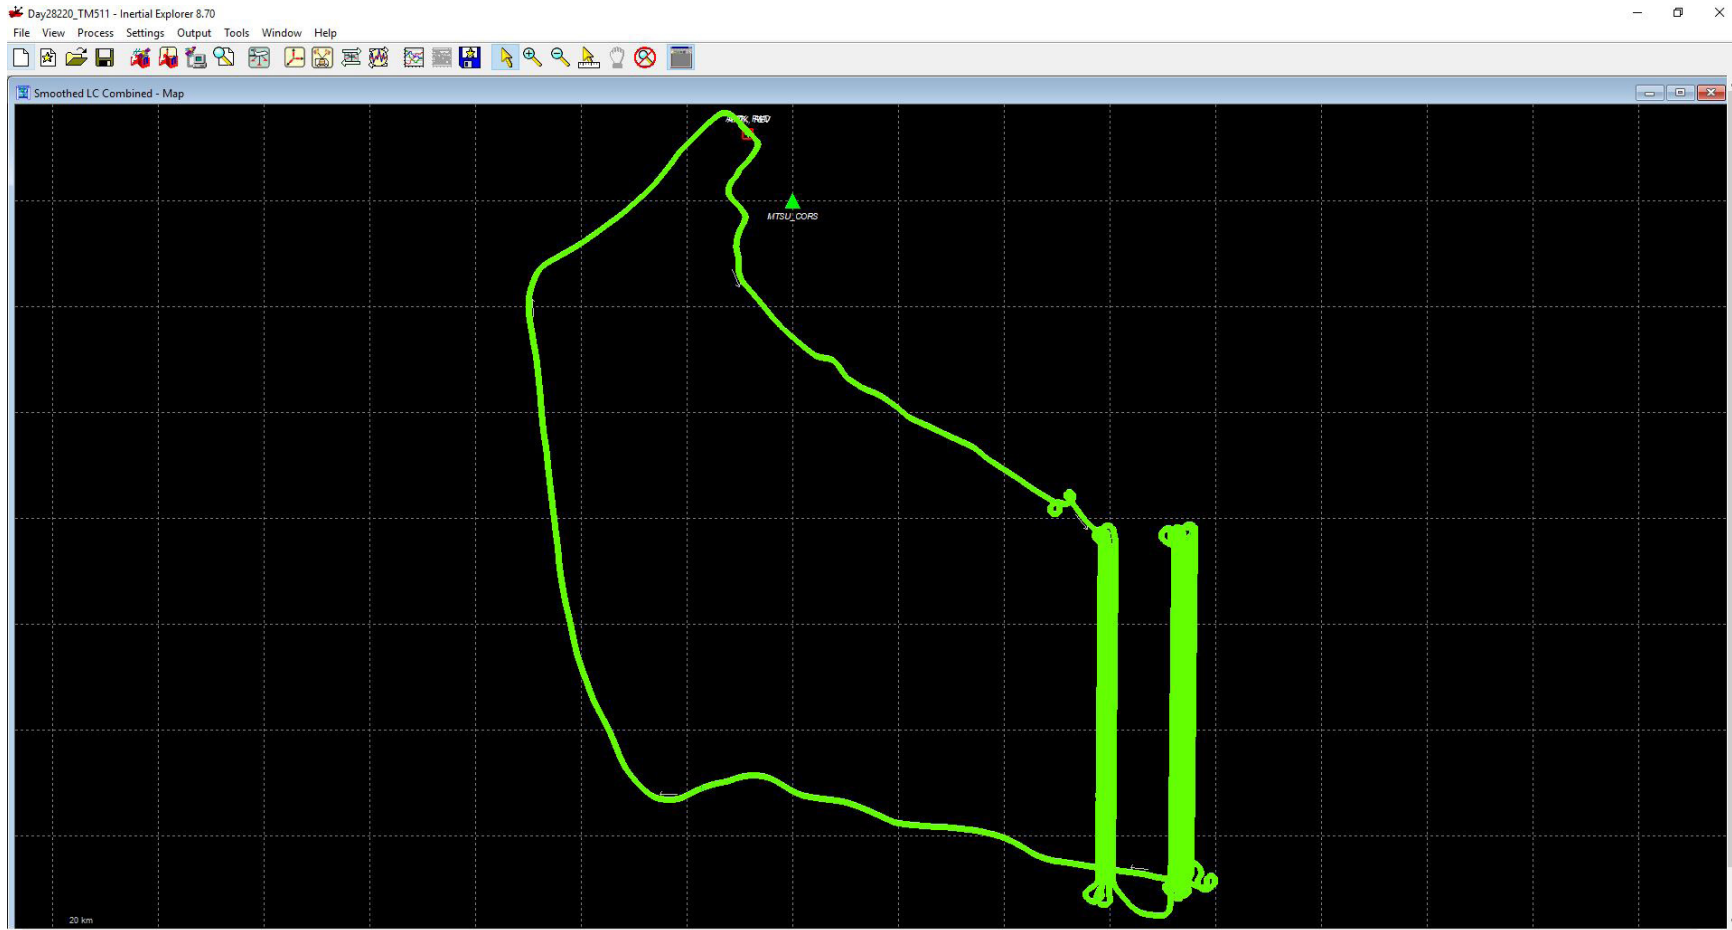 Day28220_TM511 - Inertial Explorer 8.70
File View Process Settings Output Tools Window Help
Smoothed LC Combined - Map
MTSU_CORS
20 km